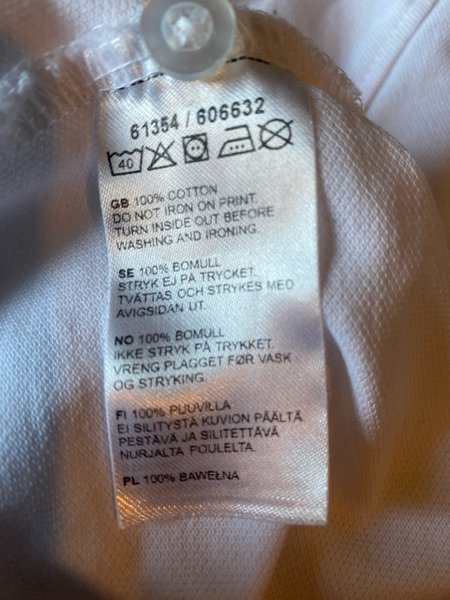 61354 / 606632
40
GB 100% COTTON
DO NOT IRON ON PRINT.
TURN INSIDE OUT BEFORE
WASHING AND IRONING.
SE 100% BOMULL
STRYK EJ PÅ TRYCKET.
TVÄTTAS OCH STRYKES MED
AVIGSIDAN UT.
NO 100% BOMULL
IKKE STRYK PÅ TRYKKET.
VRENG PLAGGET FØR VASK
OG STRYKING.
FI 100% PUUVILLA
EI SILITYSTÄ KUVION PÄÄLTÄ
PESTÄVÄ JA SILITETTÄVÄ
NURJALTA POULELTA.
PL 100% BAWEŁNA